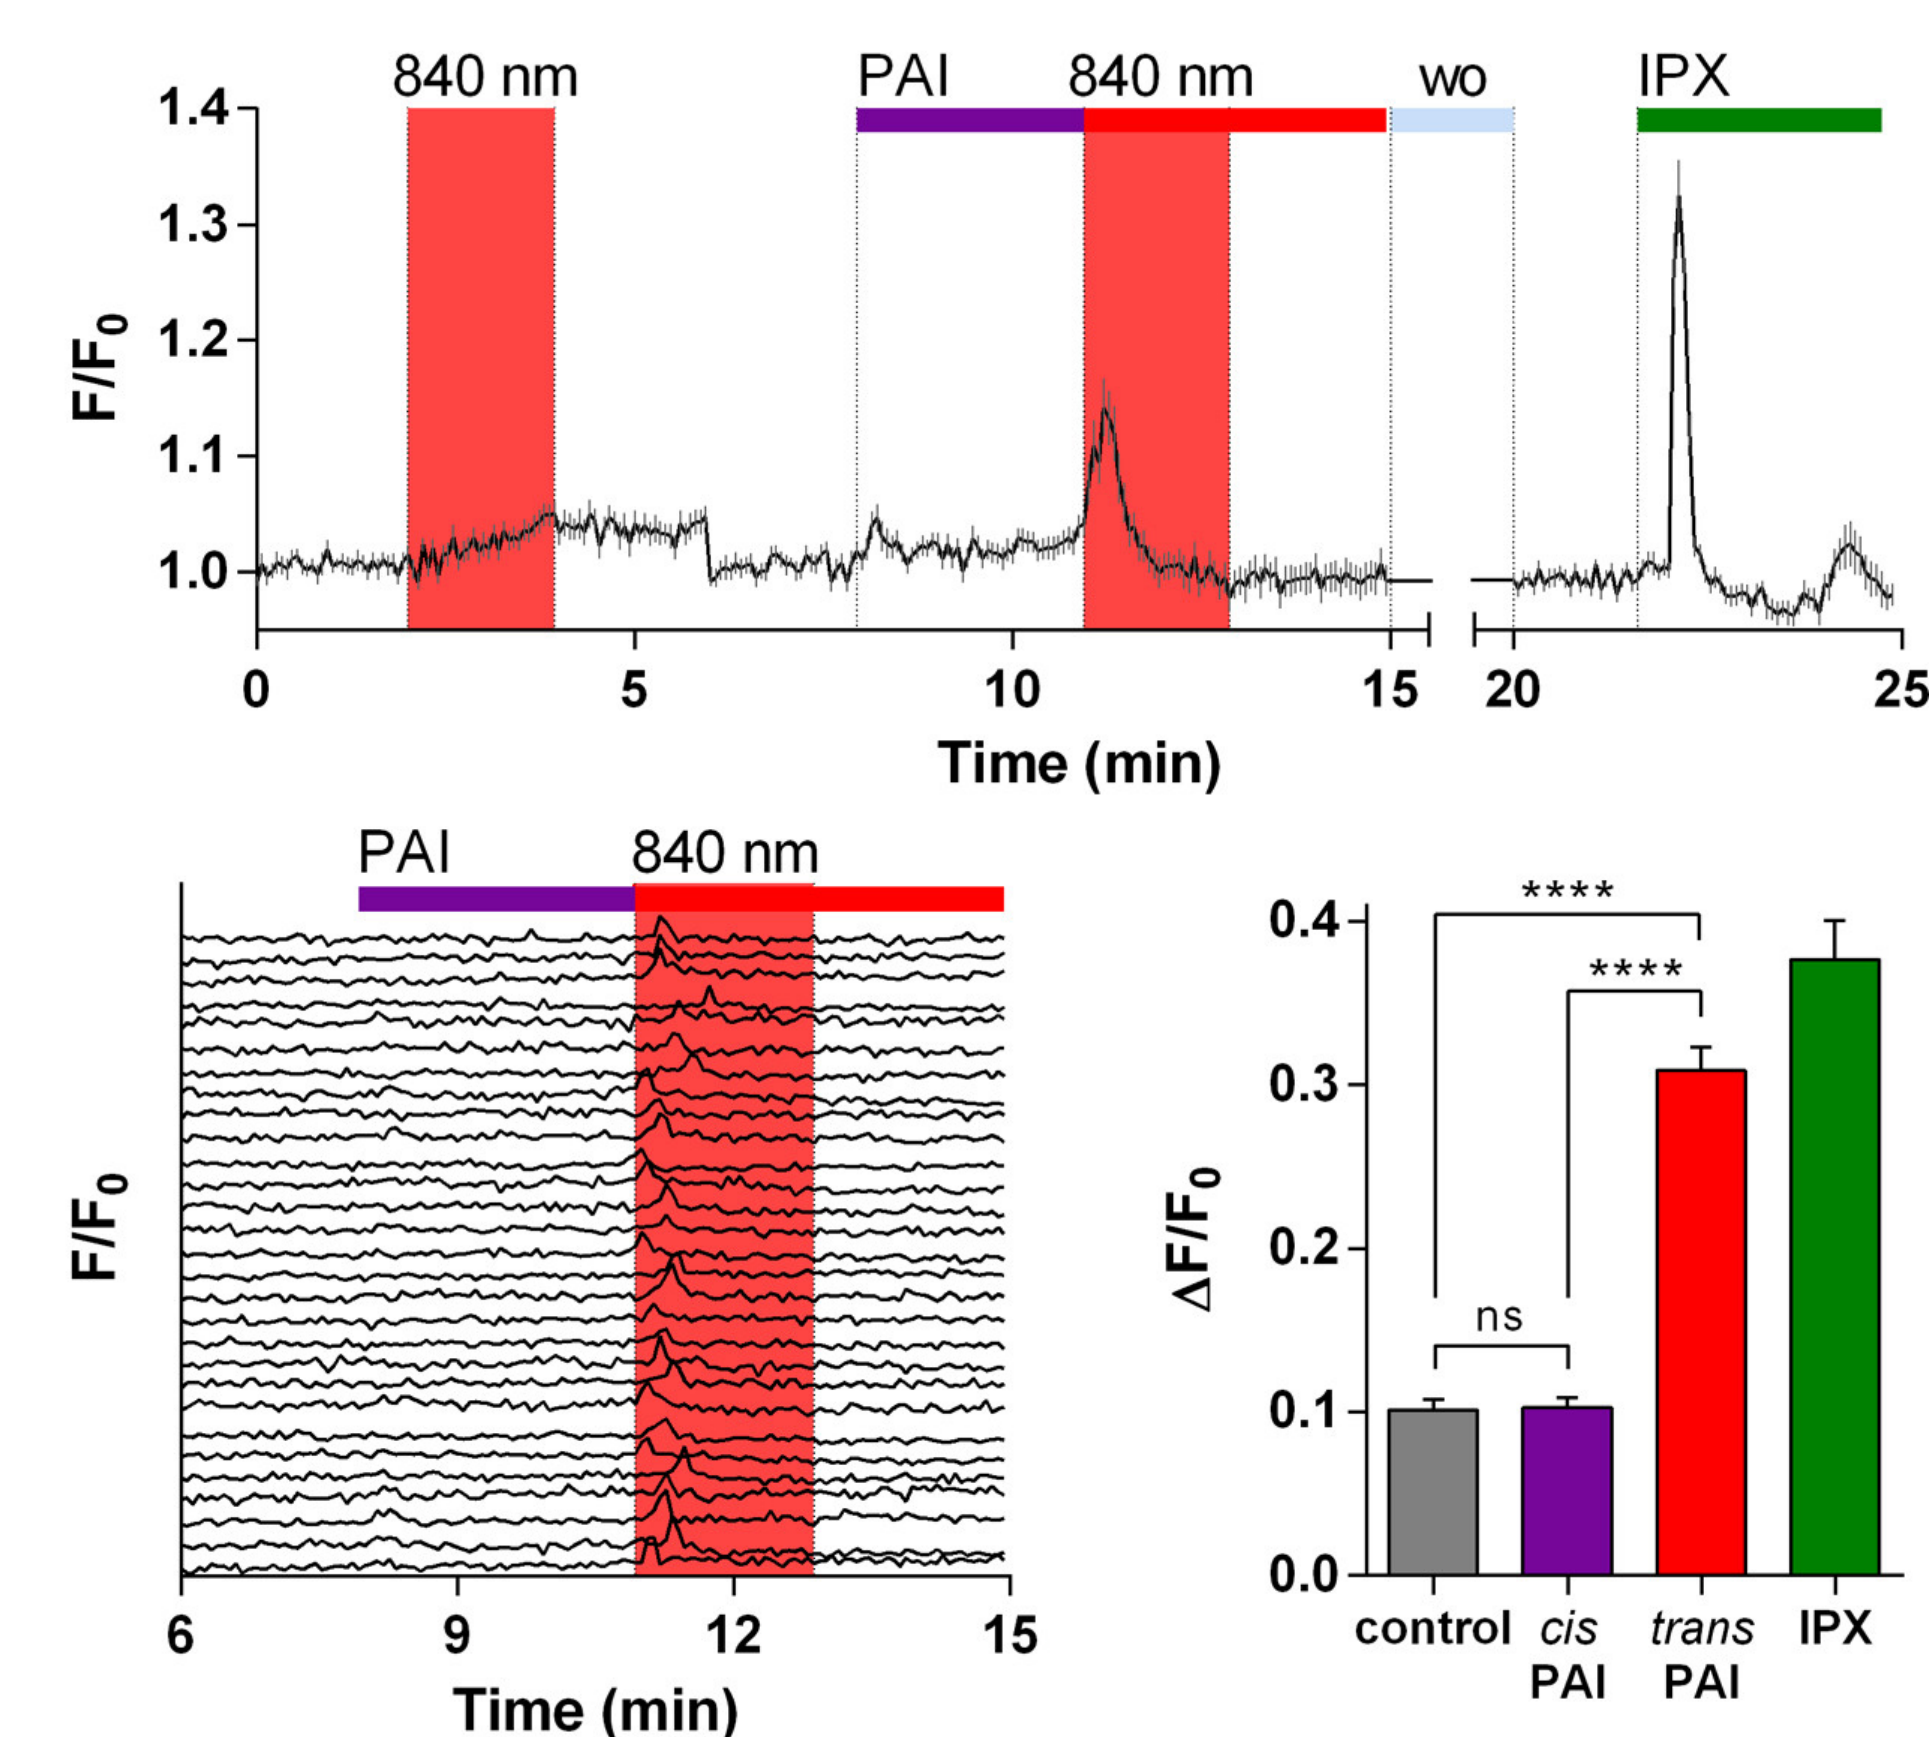 840 nm PAI 840 nm wo IPX
1.4
1.3
1.2
1.1
1.0
F/F0
0 5 10 15 20 25
Time (min)
PAI 840 nm
F/F0
6 9 12 15
Time (min)
****
****
ns
0.4
0.3
0.2
0.1
0.0
ΔF/F0
control cis trans IPX
PAI PAI